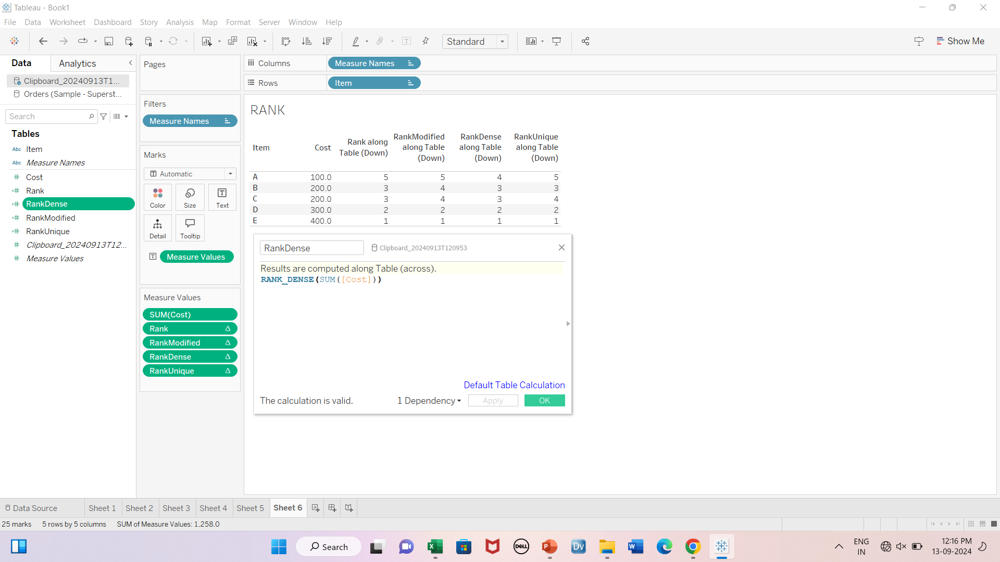 Tableau - Book1
File Data Worksheet Dashboard Story Analysis Map Format Server Window Help
Standard
Show Me
Data Analytics
Clipboard_20240913T1...
Orders (Sample - Superst...
Search
Tables
Abc Item
Abc Measure Names
Cost
Rank
RankDense
RankModified
RankUnique
Clipboard_20240913T12...
Measure Values
Pages
Filters
Measure Names
Marks
Automatic
Color Size Text
Detail Tooltip
Measure Values
Measure Values
SUM(Cost)
Rank
RankModified
RankDense
RankUnique
Columns Measure Names
Rows Item
RANK
Item Cost Rank along Table (Down) RankModified along Table (Down) RankDense along Table (Down) RankUnique along Table (Down)
A 100.0 5 5 4 5
B 200.0 3 4 3 3
C 200.0 3 4 3 4
D 300.0 2 2 2 2
E 400.0 1 1 1 1
RankDense Clipboard_20240913T120953
Results are computed along Table (across).
RANK_DENSE(SUM([Cost]))
Default Table Calculation
The calculation is valid. 1 Dependency Apply OK
Data Source Sheet 1 Sheet 2 Sheet 3 Sheet 4 Sheet 5 Sheet 6
25 marks 5 rows by 5 columns SUM of Measure Values: 1,258.0
Search
DELL
Dv
ENG
IN
12:16 PM
13-09-2024